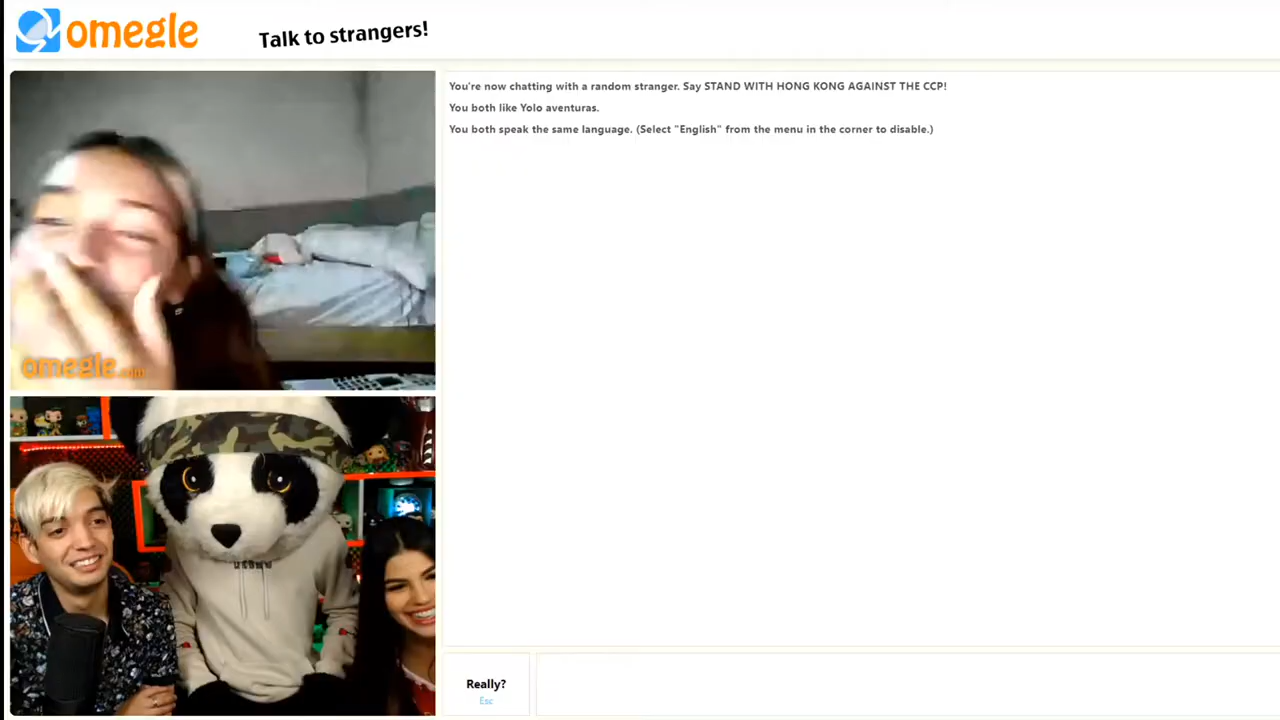 omegle
Talk to strangers!
You're now chatting with a random stranger. Say STAND WITH HONG KONG AGAINST THE CCP!
You both like Yolo aventuras.
You both speak the same language. (Select "English" from the menu in the corner to disable.)
omegle.com
Really?
Esc